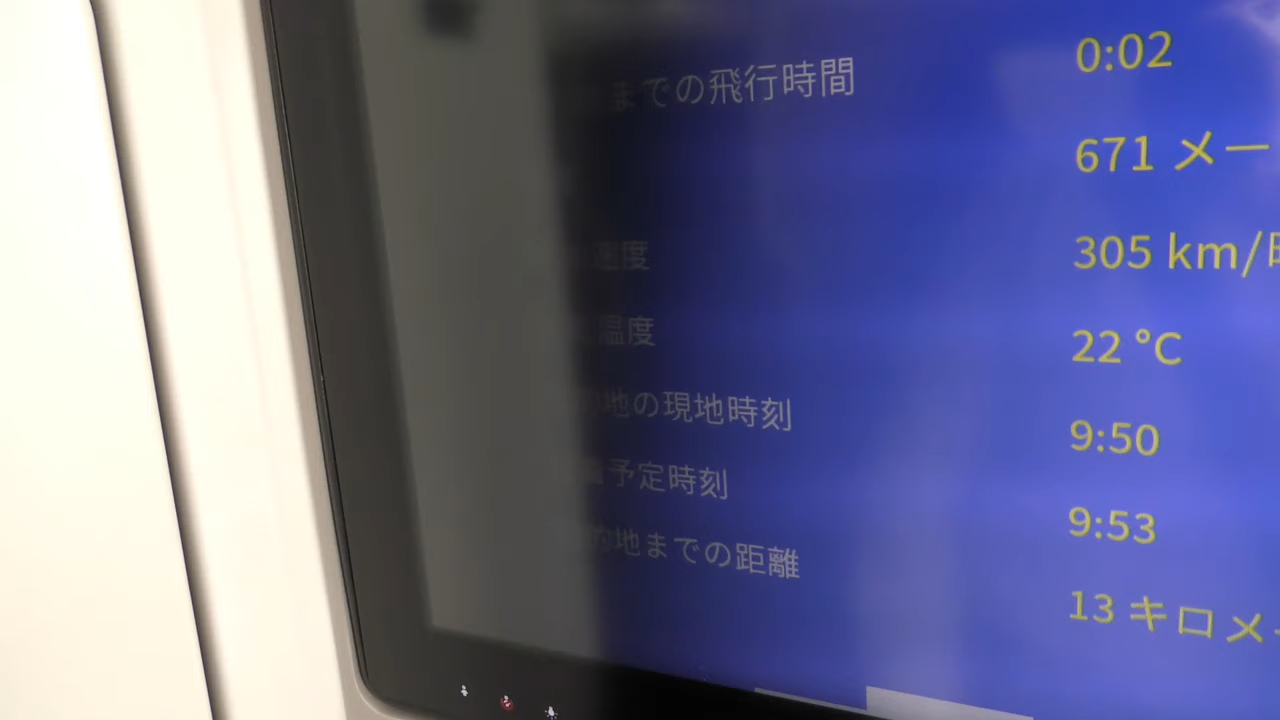 までの飛行時間 0:02
671 メー
速度 305 km/時
温度 22 °C
地の現地時刻 9:50
予定時刻 9:53
的地までの距離 13 キロメ